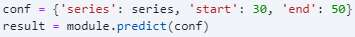 conf = {'series': series, 'start': 30, 'end': 50}
result = module.predict(conf)